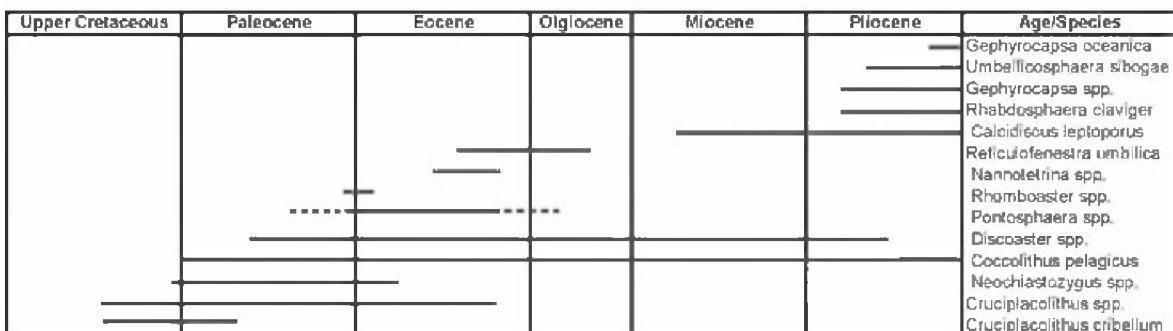 Upper Cretaceous Paleocene Eocene Olglocene Miocene Pliocene Age/Species
Gephyrocapsa oceanica
Umbellicosphaera sibogae
Gephyrocapsa spp.
Rhabdosphaera claviger
Calcidiscus leptoporus
Reticulofenestra umbilica
Nannotetrina spp.
Rhomboaster spp.
Pontosphaera spp.
Discoaster spp.
Coccolithus pelagicus
Neochiastozygus spp.
Cruciplacolithus spp.
Cruciplacolithus cribellum